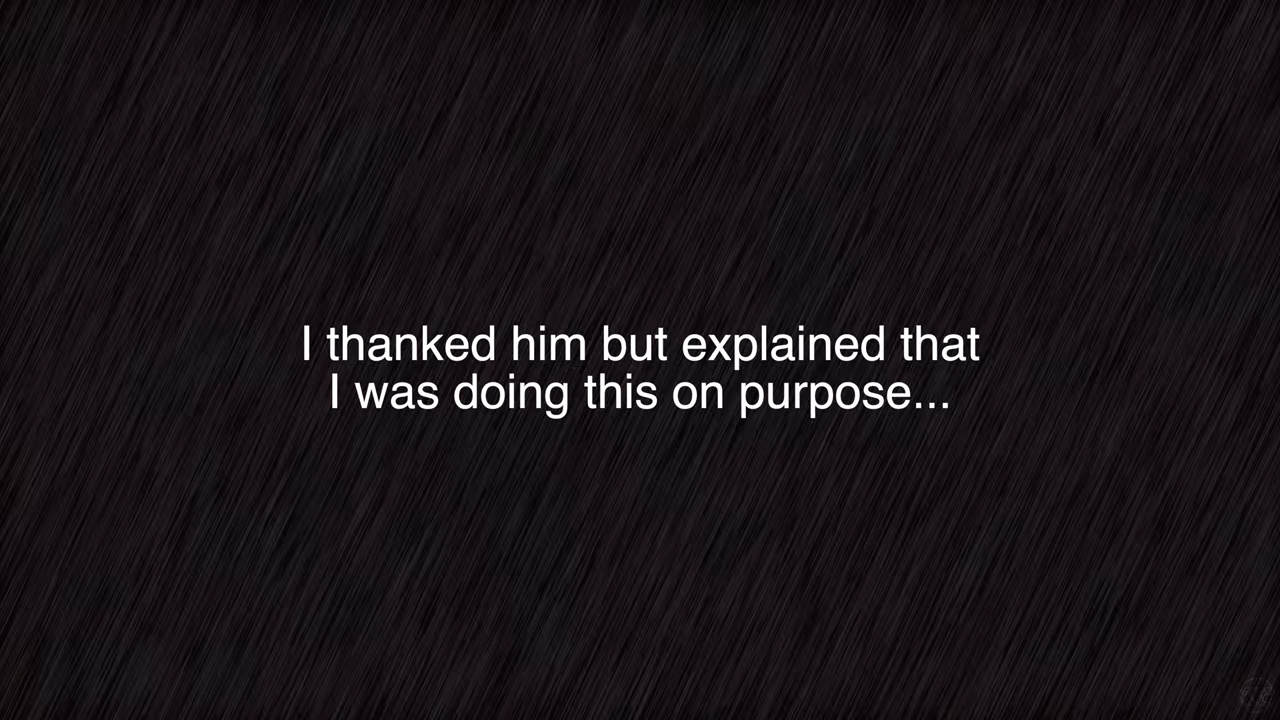 I thanked him but explained that
I was doing this on purpose...